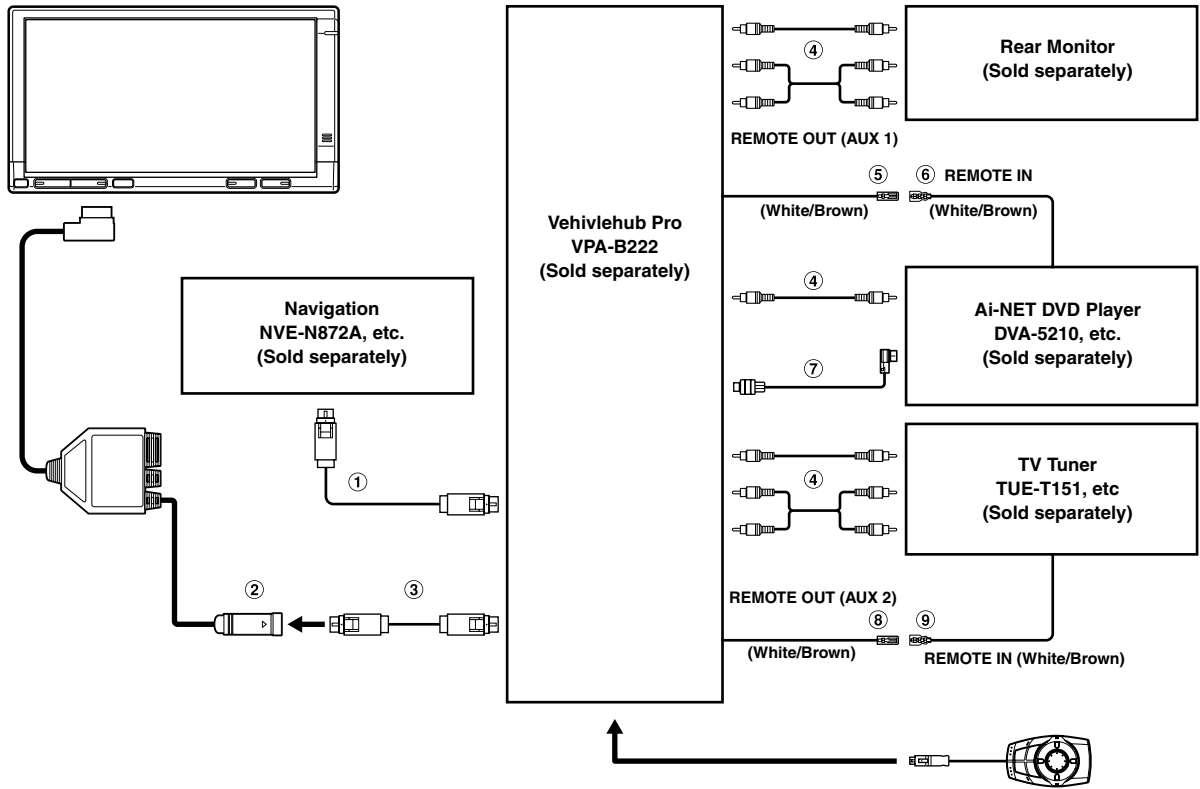 ④
Rear Monitor
(Sold separately)
REMOTE OUT (AUX 1)
⑤
⑥
REMOTE IN
(White/Brown)
(White/Brown)
Vehivlehub Pro
VPA-B222
(Sold separately)
Navigation
NVE-N872A, etc.
(Sold separately)
④
Ai-NET DVD Player
DVA-5210, etc.
(Sold separately)
⑦
①
④
TV Tuner
TUE-T151, etc
(Sold separately)
②
③
REMOTE OUT (AUX 2)
⑧
⑨
(White/Brown)
REMOTE IN (White/Brown)